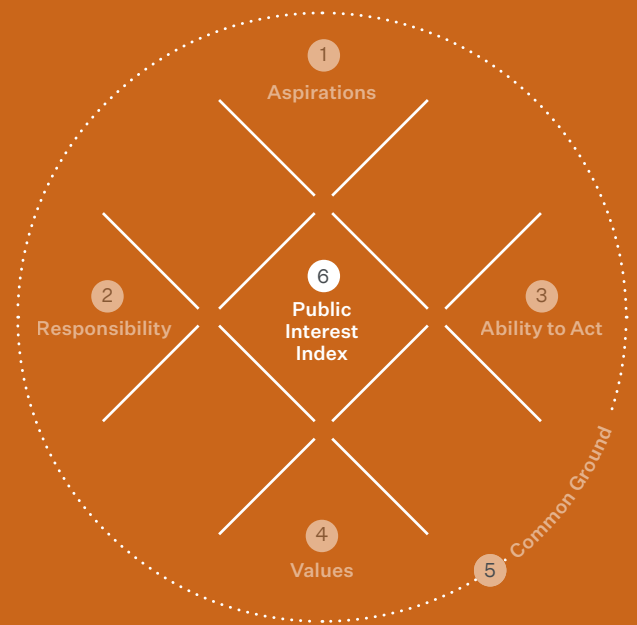 1
Aspirations
2
Responsibility
6
Public
Interest
Index
3
Ability to Act
4
Values
5
Common Ground